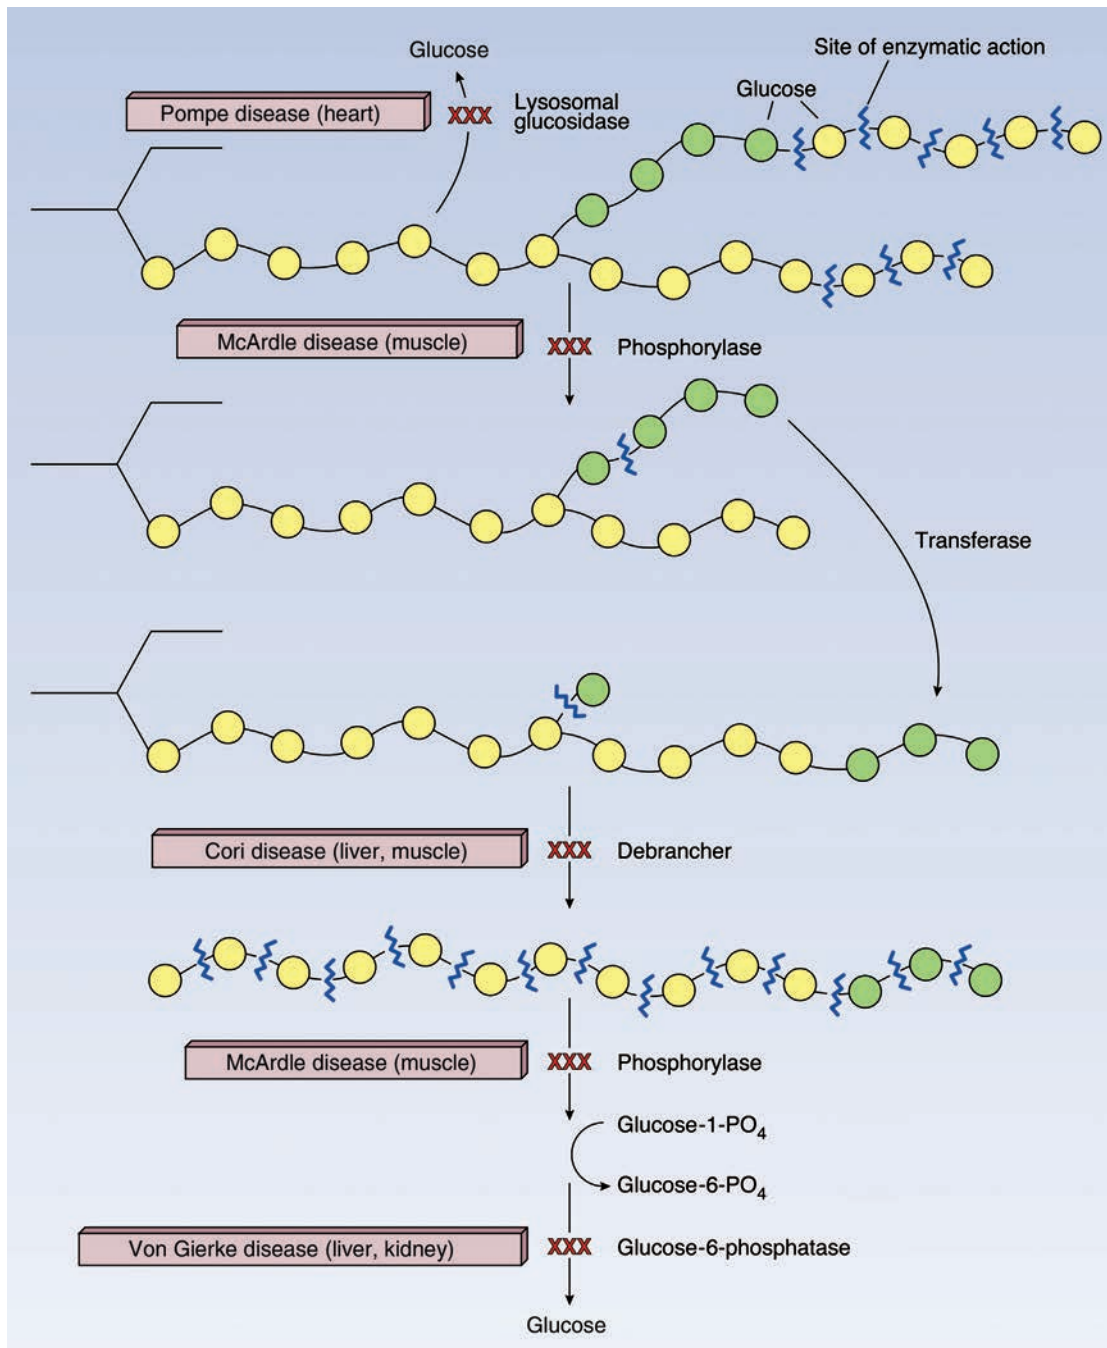 Glucose
Site of enzymatic action
Glucose
Pompe disease (heart)
XXX
Lysosomal
glucosidase
McArdle disease (muscle)
XXX
Phosphorylase
Transferase
Cori disease (liver, muscle)
XXX
Debrancher
McArdle disease (muscle)
XXX
Phosphorylase
Glucose-1-PO₄
Glucose-6-PO₄
Von Gierke disease (liver, kidney)
XXX
Glucose-6-phosphatase
Glucose